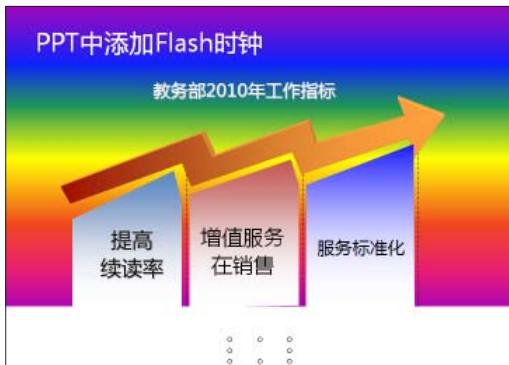 PPT中添加Flash时钟
教务部2010年工作指标
提高
续读率
增值服务
在销售
服务标准化